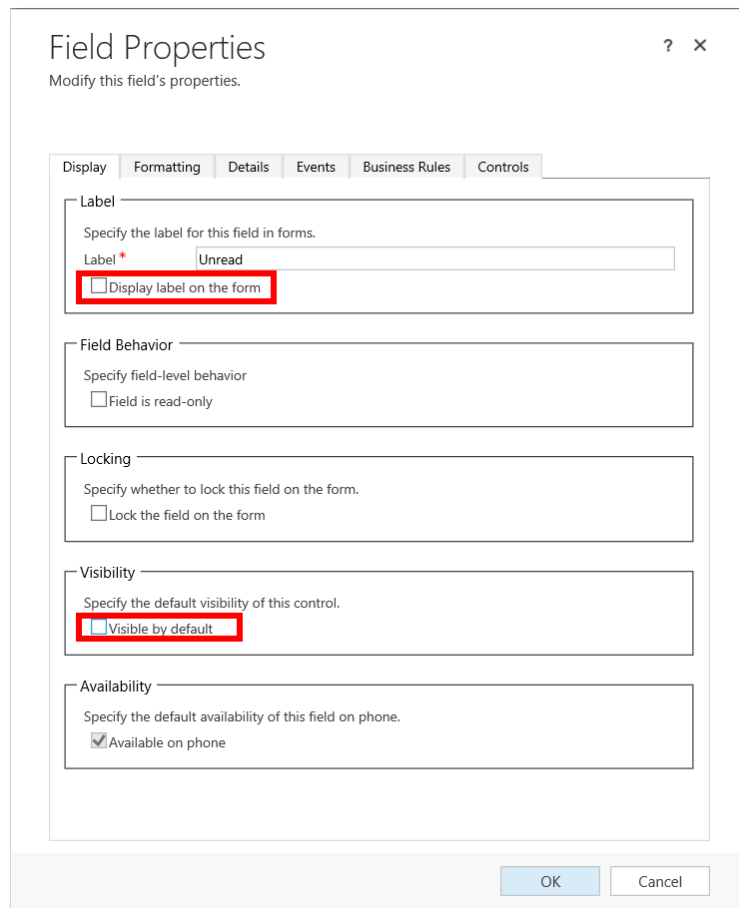 Field Properties
? ×
Modify this field's properties.
Display Formatting Details Events Business Rules Controls
Label
Specify the label for this field in forms.
Label * Unread
Display label on the form
Field Behavior
Specify field-level behavior
Field is read-only
Locking
Specify whether to lock this field on the form.
Lock the field on the form
Visibility
Specify the default visibility of this control.
Visible by default
Availability
Specify the default availability of this field on phone.
Available on phone
OK Cancel